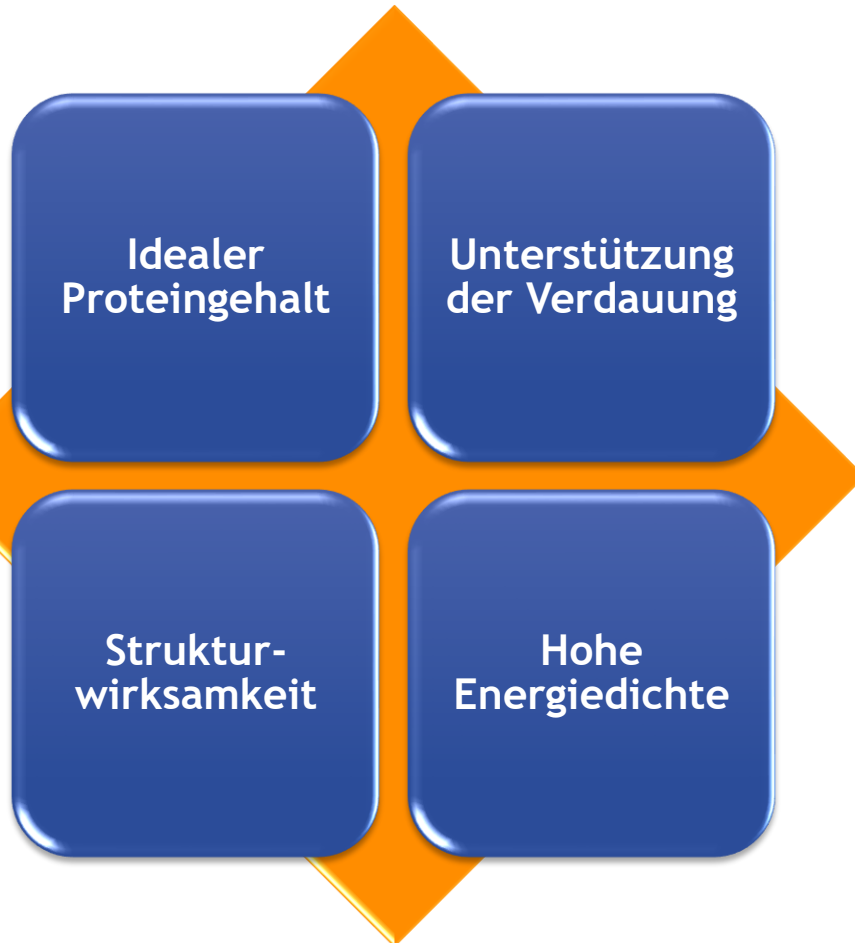 Idealer
Proteingehalt
Unterstützung
der Verdauung
Struktur-
wirksamkeit
Hohe
Energiedichte